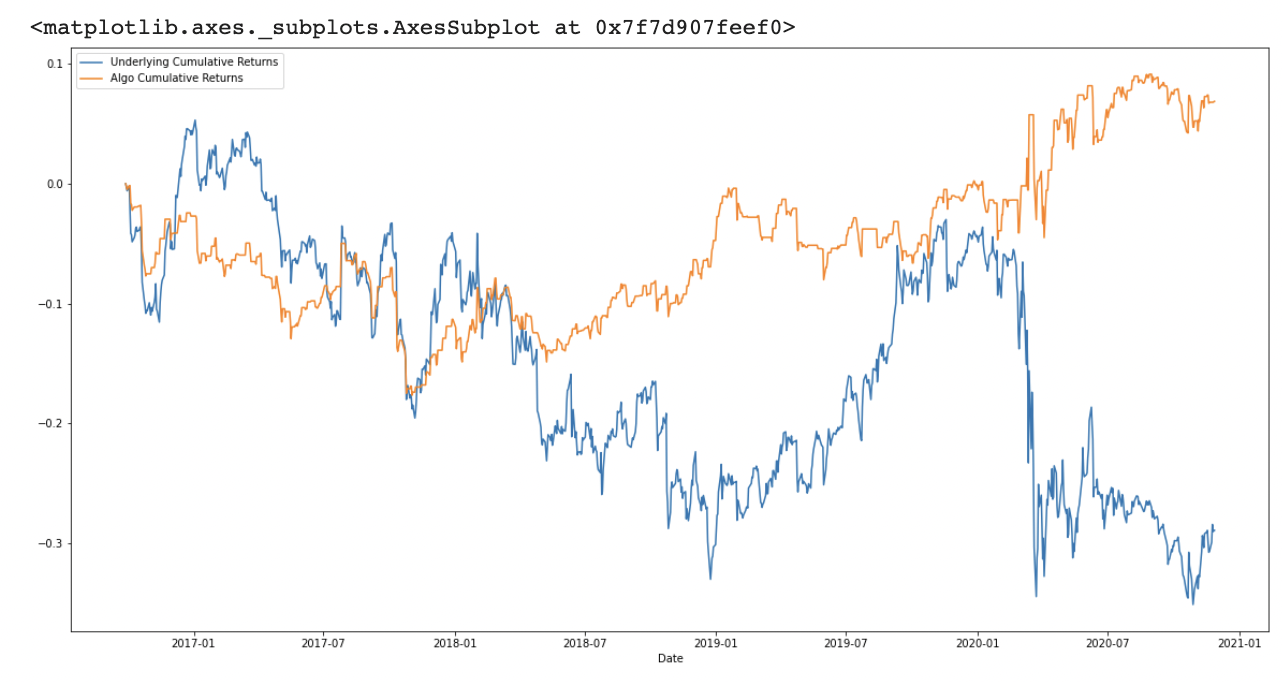 <matplotlib.axes._subplots.AxesSubplot at 0x7f7d907feef0>
Underlying Cumulative Returns
Algo Cumulative Returns
0.1
0.0
−0.1
−0.2
−0.3
2017-01 2017-07 2018-01 2018-07 2019-01 2019-07 2020-01 2020-07 2021-01
Date